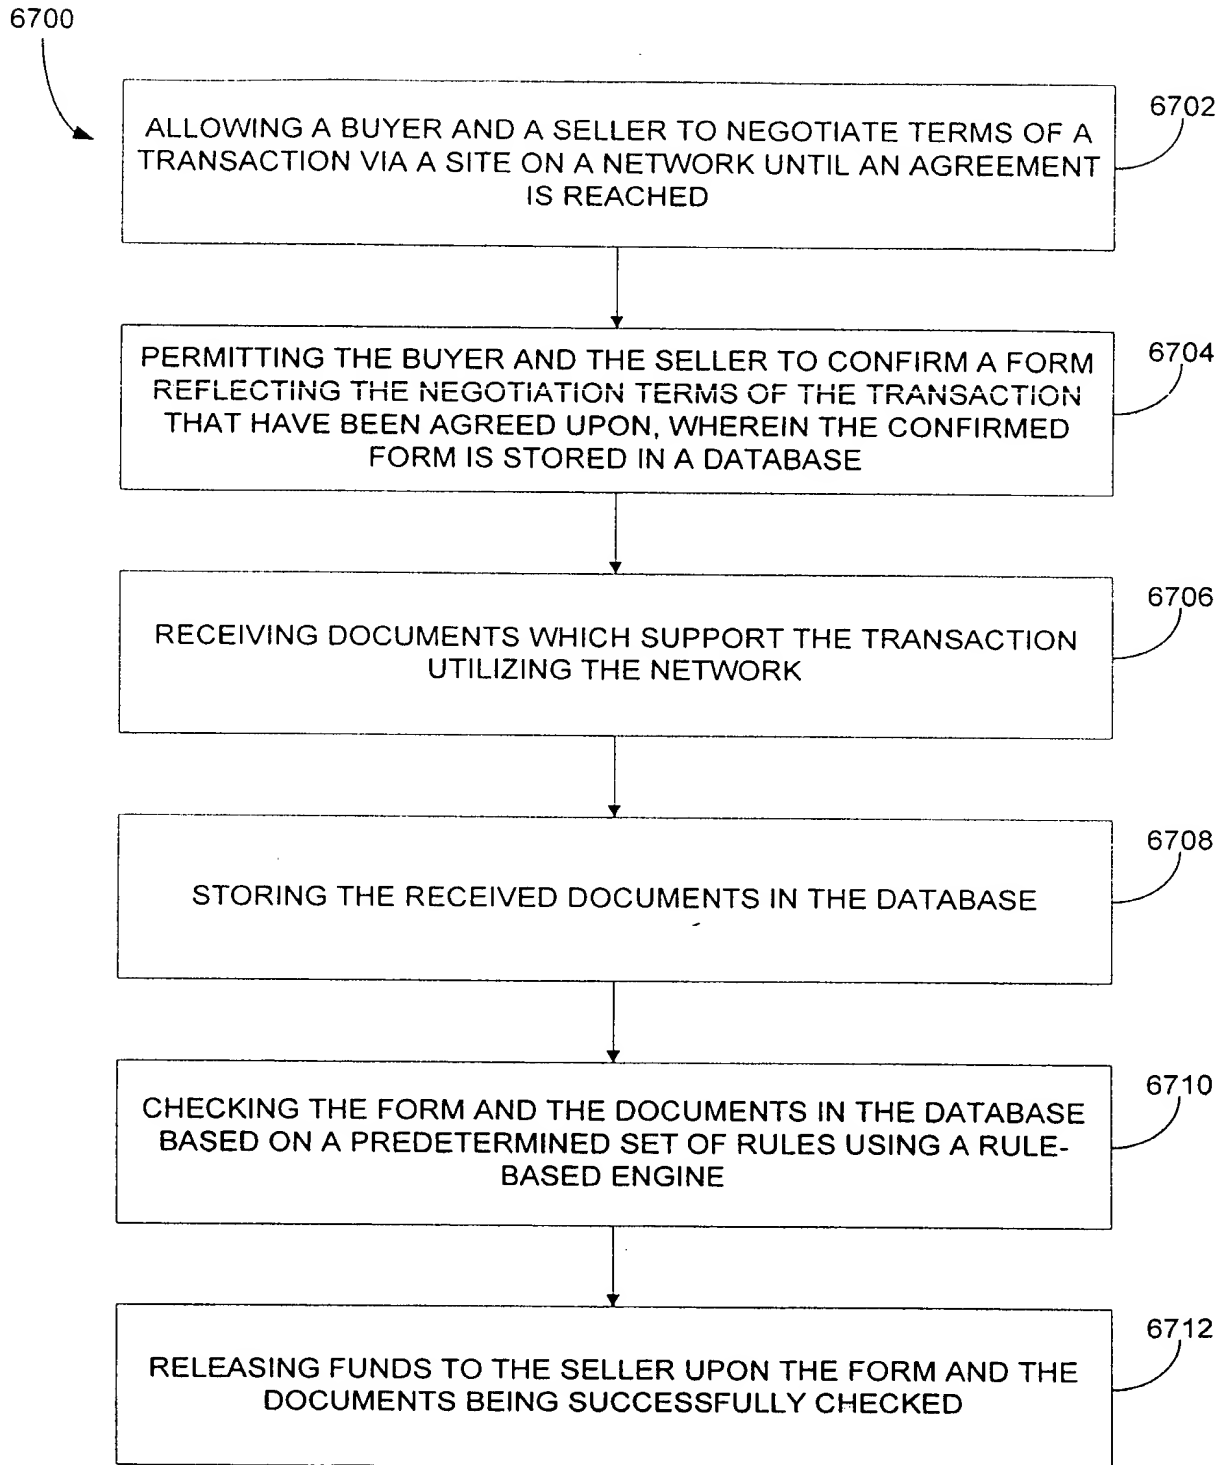 6700
6702
ALLOWING A BUYER AND A SELLER TO NEGOTIATE TERMS OF A
TRANSACTION VIA A SITE ON A NETWORK UNTIL AN AGREEMENT
IS REACHED
6704
PERMITTING THE BUYER AND THE SELLER TO CONFIRM A FORM
REFLECTING THE NEGOTIATION TERMS OF THE TRANSACTION
THAT HAVE BEEN AGREED UPON, WHEREIN THE CONFIRMED
FORM IS STORED IN A DATABASE
6706
RECEIVING DOCUMENTS WHICH SUPPORT THE TRANSACTION
UTILIZING THE NETWORK
6708
STORING THE RECEIVED DOCUMENTS IN THE DATABASE
6710
CHECKING THE FORM AND THE DOCUMENTS IN THE DATABASE
BASED ON A PREDETERMINED SET OF RULES USING A RULE-
BASED ENGINE
6712
RELEASING FUNDS TO THE SELLER UPON THE FORM AND THE
DOCUMENTS BEING SUCCESSFULLY CHECKED